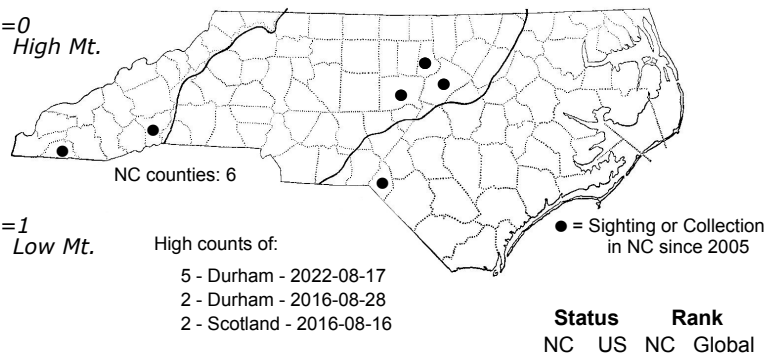 =0
High Mt.
NC counties: 6
=1
Low Mt.
High counts of:
5 - Durham - 2022-08-17
2 - Durham - 2016-08-28
2 - Scotland - 2016-08-16
● = Sighting or Collection
in NC since 2005
Status Rank
NC US NC Global